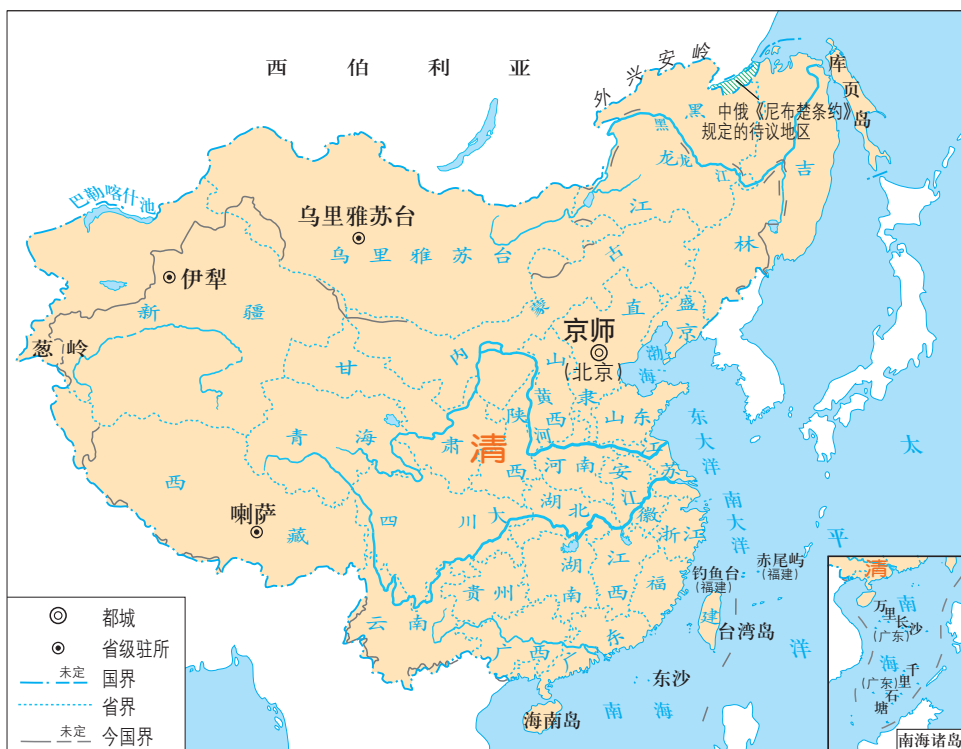 西伯利亚
外兴安岭
库页岛
中俄《尼布楚条约》
规定的待议地区
黑龙江
黑龙江
吉林
巴勒喀什池
乌里雅苏台
乌里雅苏台
伊犁
新疆
葱岭
内蒙古
直隶
盛京
京师
(北京)
渤海
甘肃
山西
黄河
山东
陕西
青海
清
河南
安徽
江苏
东大洋
南大洋
太平洋
西藏
喇萨
四川
大江
湖北
浙江
湖南
江西
福建
贵州
云南
广西
广东
钓鱼台
(福建)
赤尾屿
(福建)
台湾岛
东沙
南海
海南岛
都城
省级驻所
未定 国界
省界
未定 今国界
清
南海
万里长沙
(广东)
千里石塘
(广东)
南海诸岛